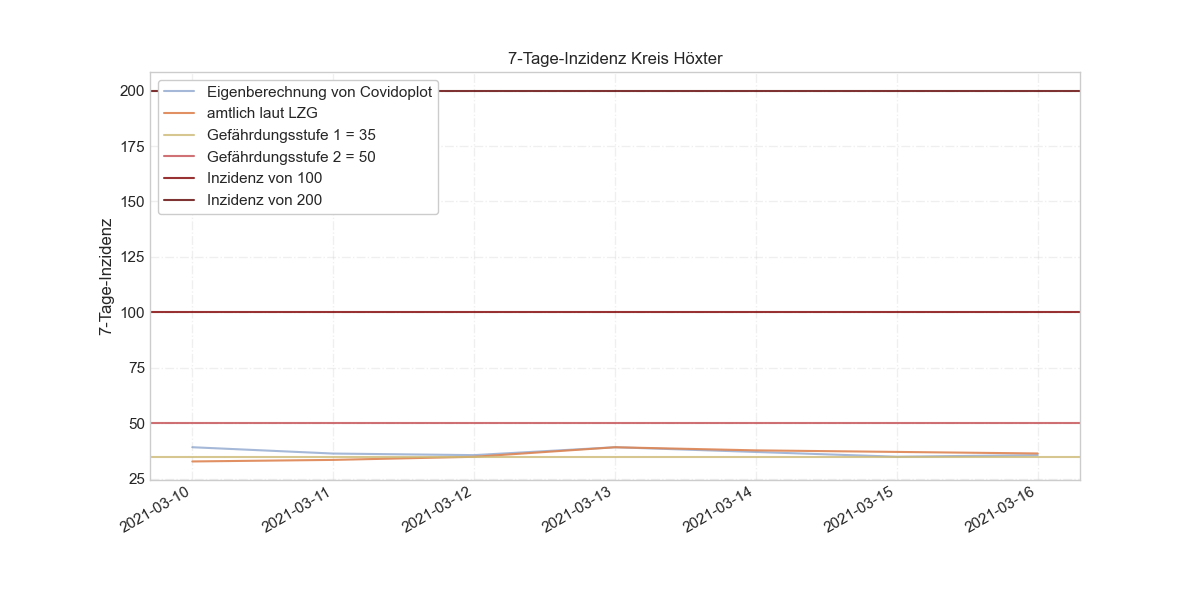 7-Tage-Inzidenz Kreis Höxter
Eigenberechnung von Covidoplot
amtlich laut LZG
Gefährdungsstufe 1 = 35
Gefährdungsstufe 2 = 50
Inzidenz von 100
Inzidenz von 200
7-Tage-Inzidenz
200
175
150
125
100
75
50
25
2021-03-10
2021-03-11
2021-03-12
2021-03-13
2021-03-14
2021-03-15
2021-03-16